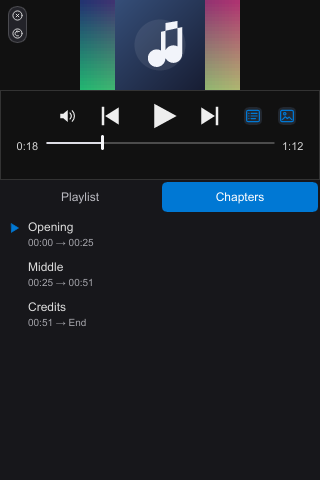 0:18
1:12
Playlist
Chapters
Opening
00:00 → 00:25
Middle
00:25 → 00:51
Credits
00:51 → End